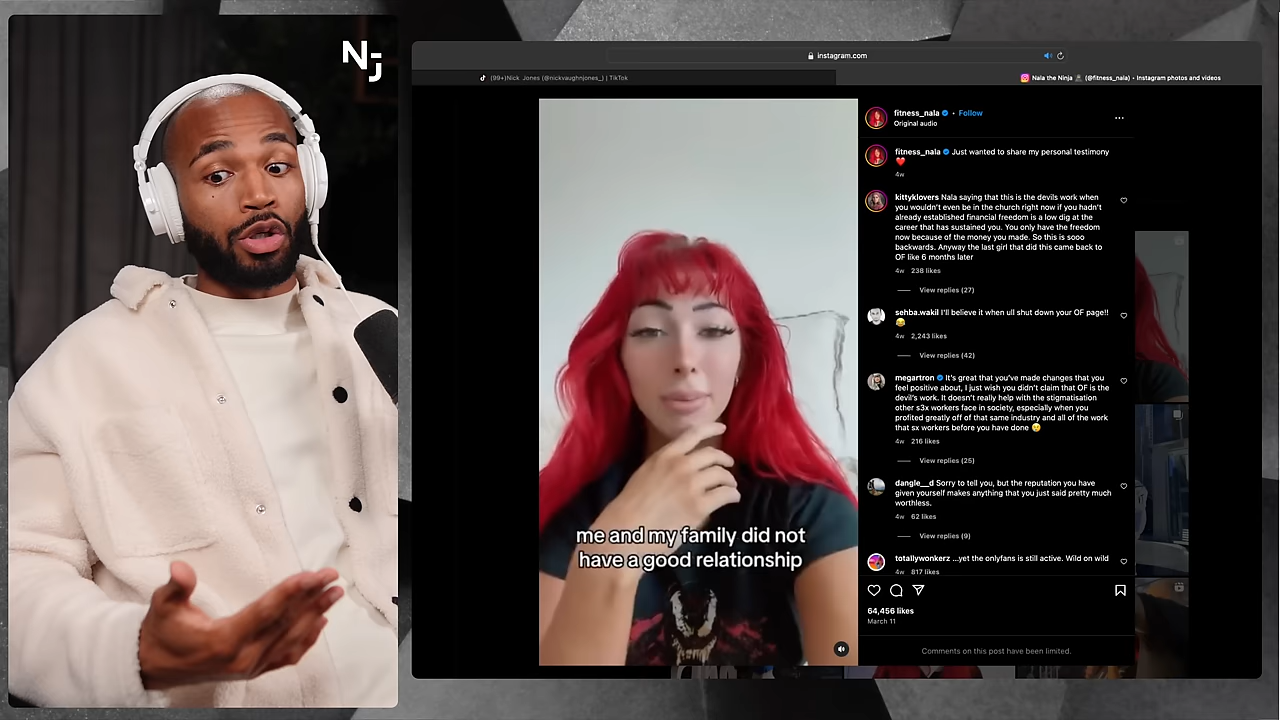 NJ
instagram.com
(99+)Nick Jones (@nickvaughnjones_) | TikTok
Nala the Ninja (@fitness_nala) • Instagram photos and videos
fitness_nala • Follow
Original audio
fitness_nala Just wanted to share my personal testimony
❤️
4w
kittyklovers Nala saying that this is the devils work when
you wouldn't even be in the church right now if you hadn't
already established financial freedom is a low dig at the
career that has sustained you. You only have the freedom
now because of the money you made. So this is sooo
backwards. Anyway the last girl that did this came back to
OF like 6 months later
4w 238 likes
View replies (27)
sehba.wakil I'll believe it when ull shut down your OF page!!
😂
4w 2,243 likes
View replies (42)
megartron It's great that you've made changes that you
feel positive about, I just wish you didn't claim that OF is the
devil's work. It doesn't really help with the stigmatisation
other s3x workers face in society, especially when you
profited greatly off of that same industry and all of the work
that sx workers before you have done 😕
4w 216 likes
View replies (25)
dangle__d Sorry to tell you, but the reputation you have
given yourself makes anything that you just said pretty much
worthless.
4w 62 likes
View replies (9)
totallywonkerz ...yet the onlyfans is still active. Wild on wild
4w 817 likes
64,456 likes
March 11
Comments on this post have been limited.
me and my family did not
have a good relationship